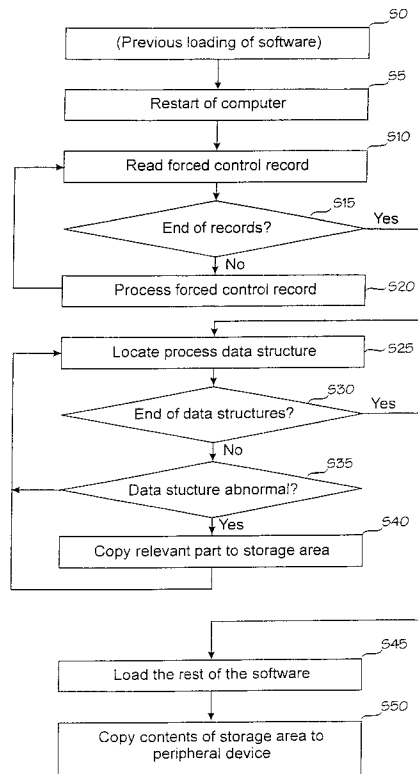 S0
(Previous loading of software)
S5
Restart of computer
S10
Read forced control record
S15
End of records?
Yes
No
Process forced control record
S20
Locate process data structure
S25
S30
End of data structures?
Yes
No
S35
Data stucture abnormal?
Yes
S40
Copy relevant part to storage area
S45
Load the rest of the software
S50
Copy contents of storage area to
peripheral device